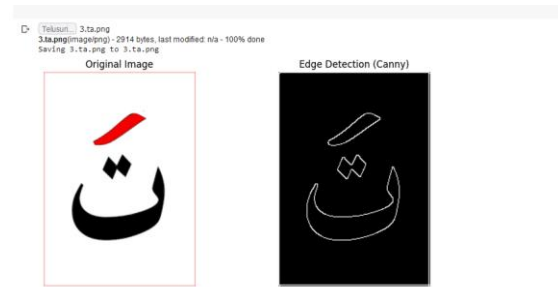 Telusuri... 3.ta.png
3.ta.png(image/png) - 2914 bytes, last modified: n/a - 100% done
Saving 3.ta.png to 3.ta.png
Original Image
Edge Detection (Canny)
تَ
تَ